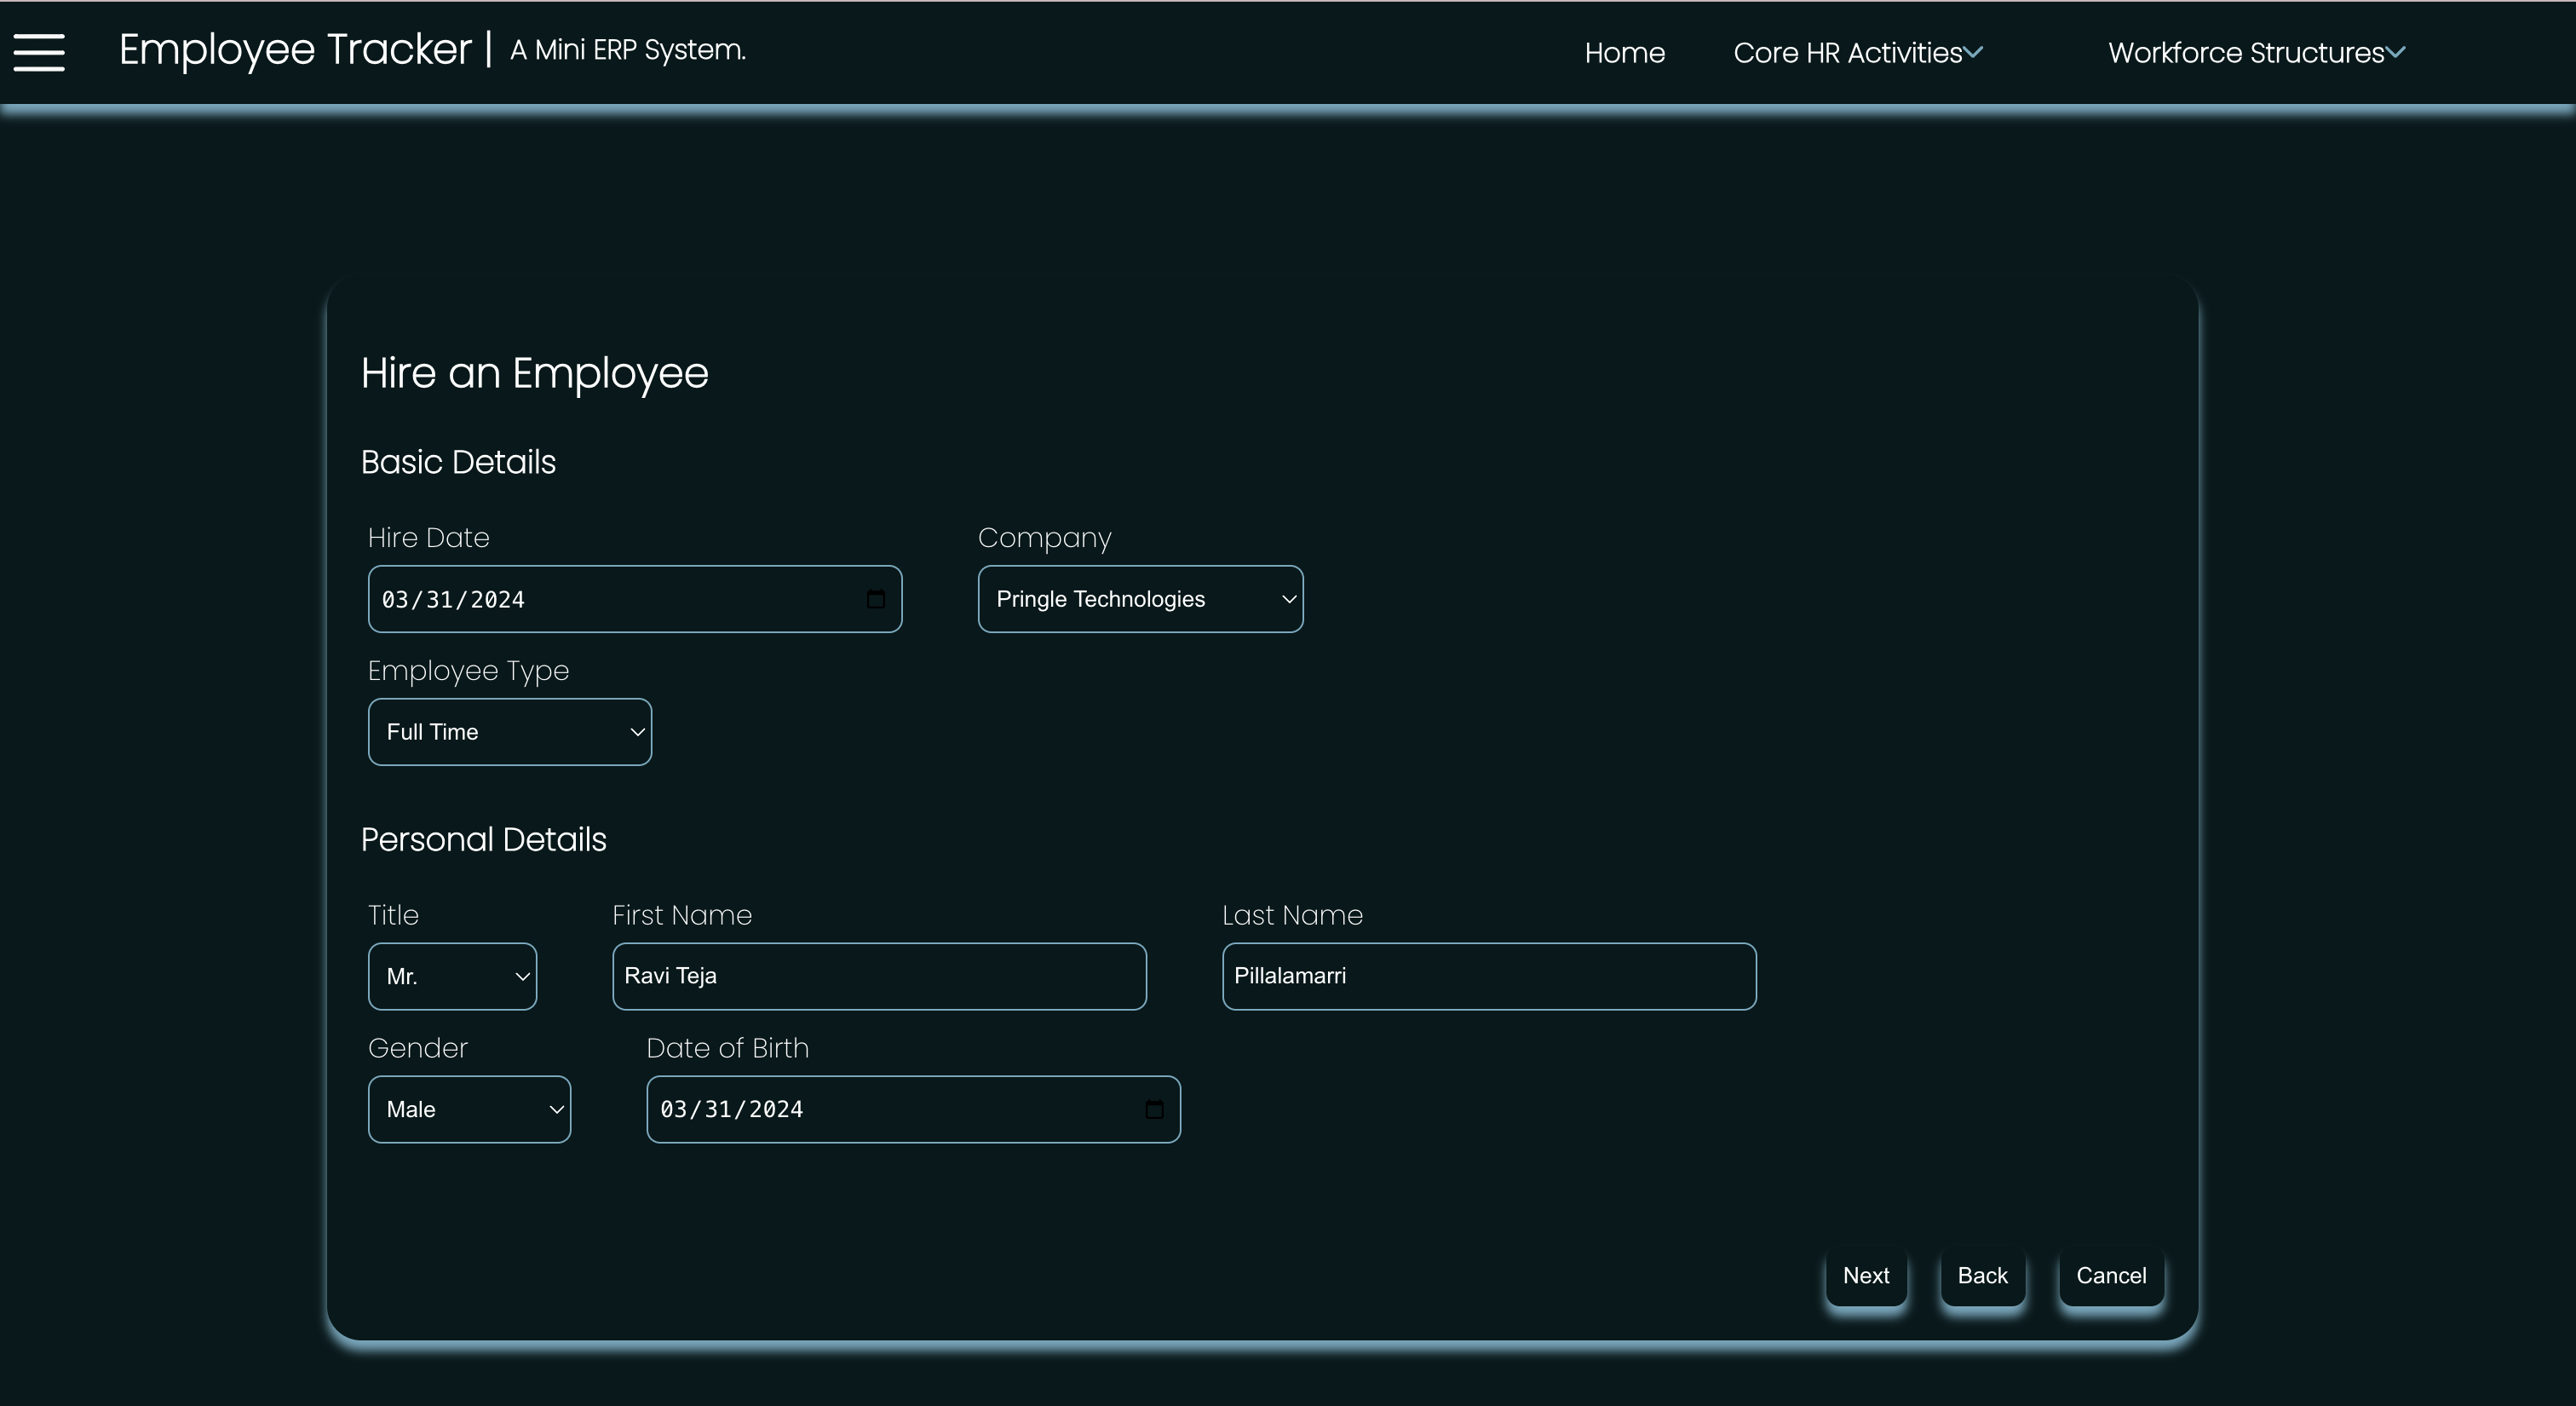 Employee Tracker | A Mini ERP System.
Home Core HR Activities Workforce Structures
Hire an Employee
Basic Details
Hire Date Company
03/31/2024 Pringle Technologies
Employee Type
Full Time
Personal Details
Title First Name Last Name
Mr. Ravi Teja Pillalamarri
Gender Date of Birth
Male 03/31/2024
Next Back Cancel